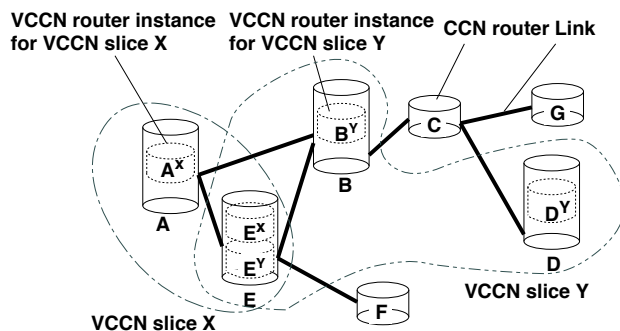 VCCN router instance
for VCCN slice X
VCCN router instance
for VCCN slice Y
CCN router Link
A^X
A
B^Y
B
C
G
E^X
E^Y
E
D^Y
D
F
VCCN slice X
VCCN slice Y